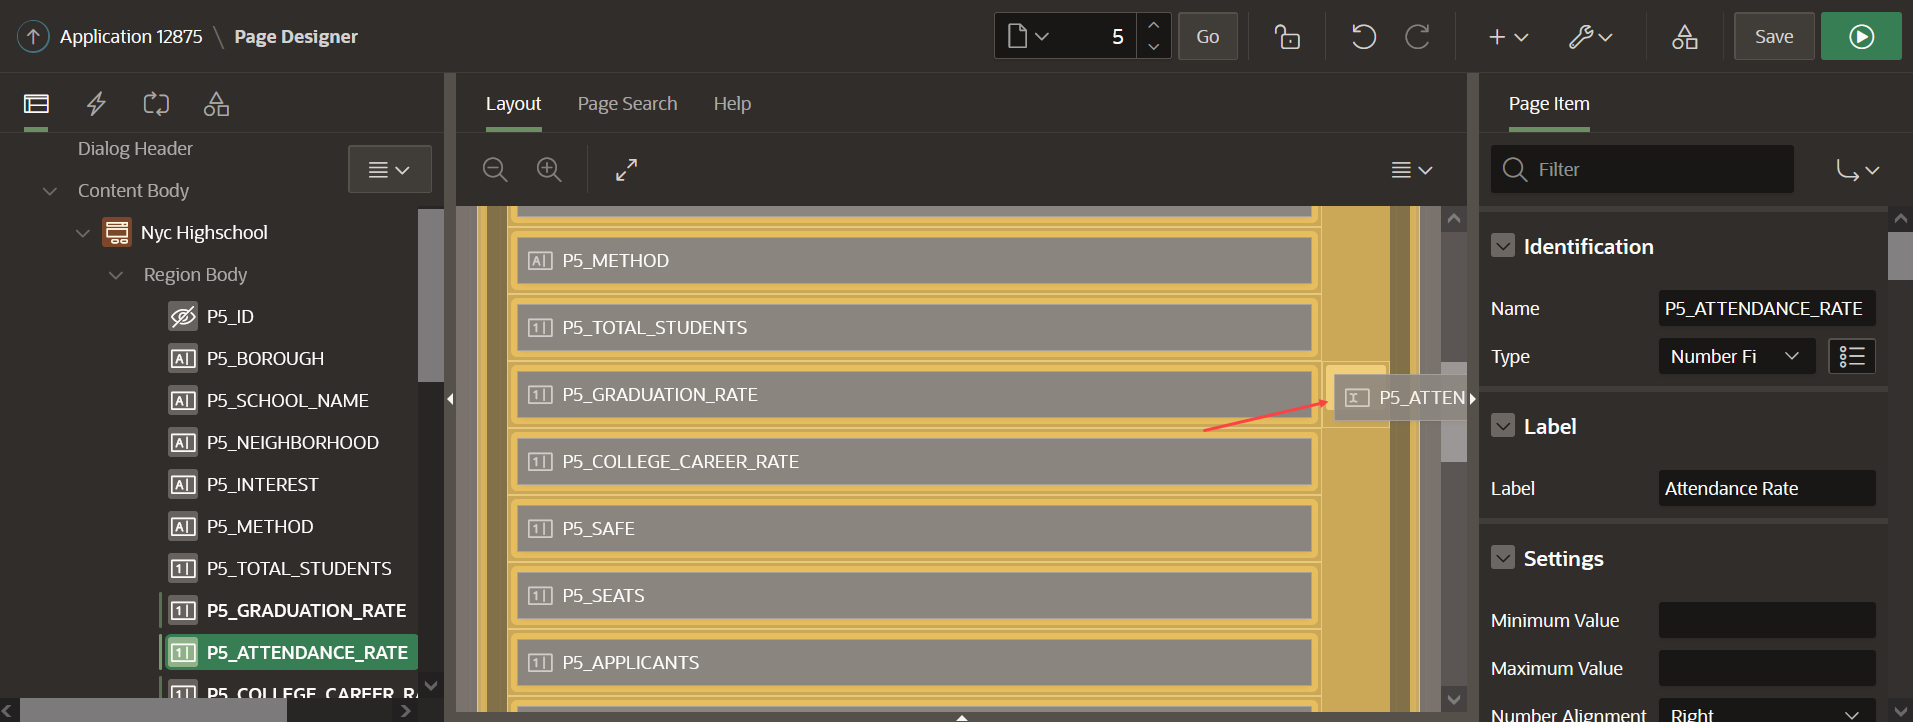 Application 12875 \ Page Designer
5
Go
Save
Dialog Header
Content Body
Nyc Highschool
Region Body
P5_ID
P5_BOROUGH
P5_SCHOOL_NAME
P5_NEIGHBORHOOD
P5_INTEREST
P5_METHOD
P5_TOTAL_STUDENTS
P5_GRADUATION_RATE
P5_ATTENDANCE_RATE
P5_COLLEGE_CAREER_RA
Layout Page Search Help
P5_METHOD
P5_TOTAL_STUDENTS
P5_GRADUATION_RATE
P5_ATTEN
P5_COLLEGE_CAREER_RATE
P5_SAFE
P5_SEATS
P5_APPLICANTS
Page Item
Filter
Identification
Name P5_ATTENDANCE_RATE
Type Number Fi
Label
Label Attendance Rate
Settings
Minimum Value
Maximum Value
Number Alignment Right